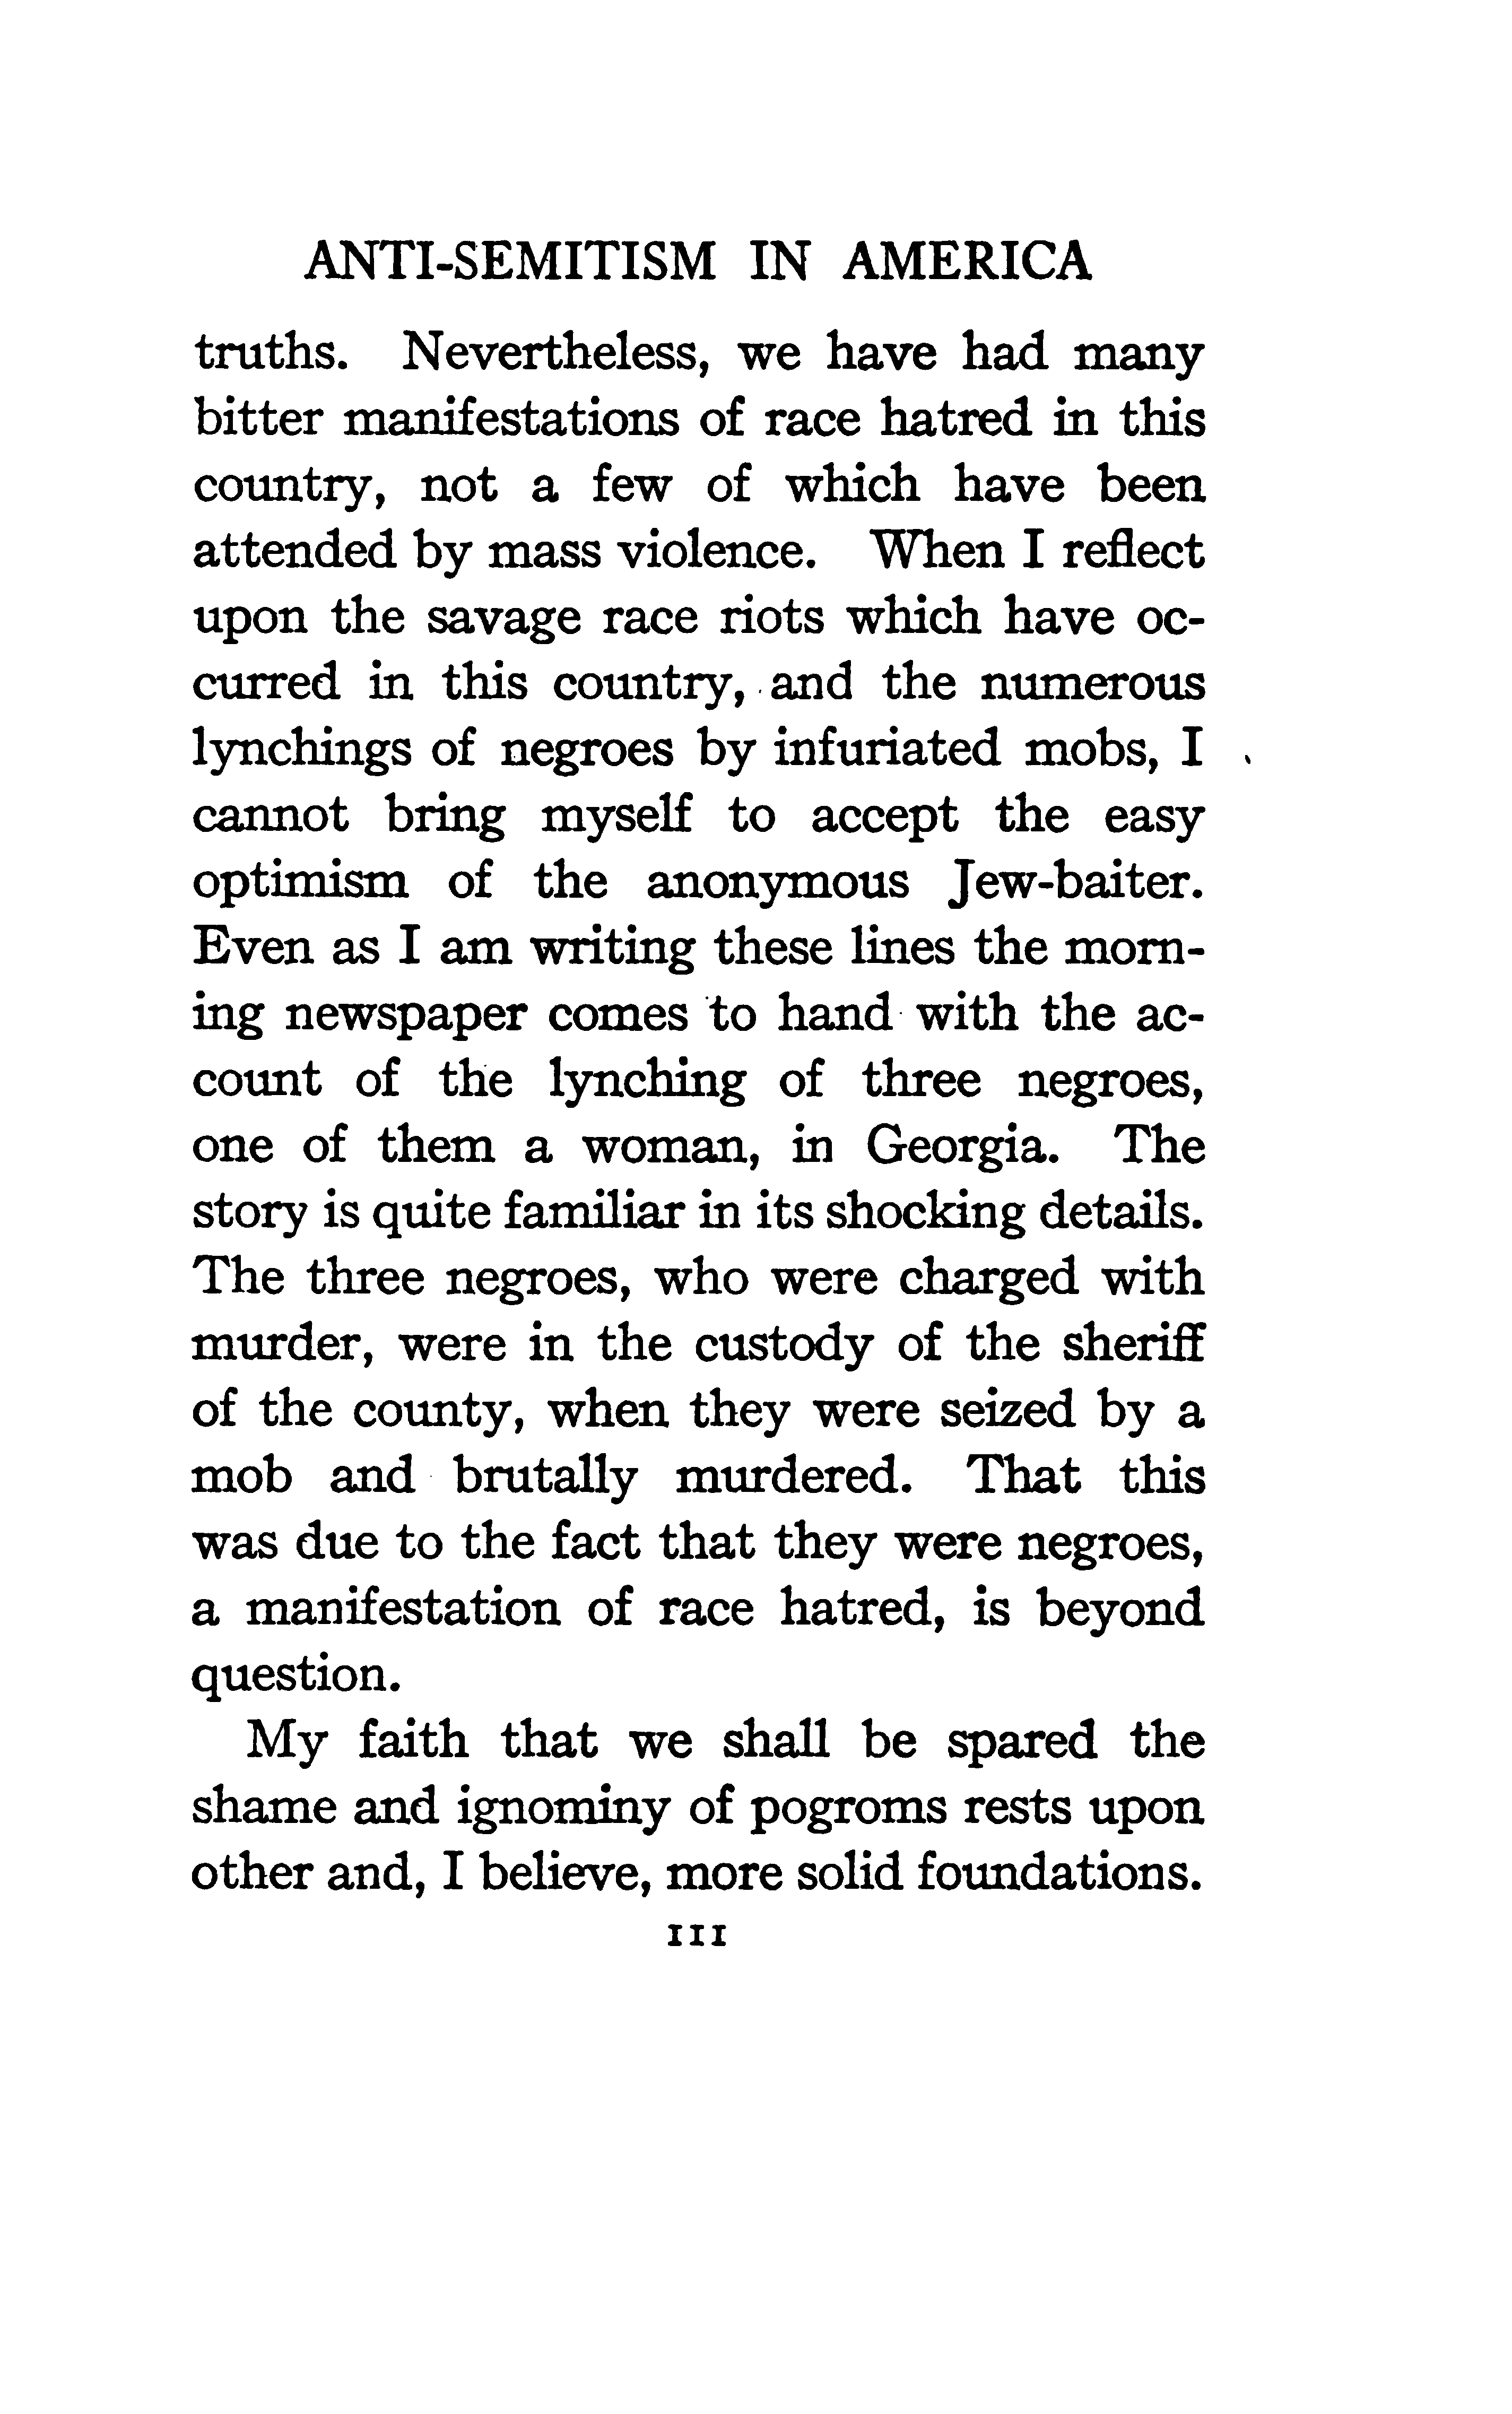 ANTI-SEMITISM IN AMERICA
truths. Nevertheless, we have had many
bitter manifestations of race hatred in this
country, not a few of which have been
attended by mass violence. When I reflect
upon the savage race riots which have oc-
curred in this country, and the numerous
lynchings of negroes by infuriated mobs, I
cannot bring myself to accept the easy
optimism of the anonymous Jew-baiter.
Even as I am writing these lines the morn-
ing newspaper comes to hand with the ac-
count of the lynching of three negroes,
one of them a woman, in Georgia. The
story is quite familiar in its shocking details.
The three negroes, who were charged with
murder, were in the custody of the sheriff
of the county, when they were seized by a
mob and brutally murdered. That this
was due to the fact that they were negroes,
a manifestation of race hatred, is beyond
question.
My faith that we shall be spared the
shame and ignominy of pogroms rests upon
other and, I believe, more solid foundations.
111